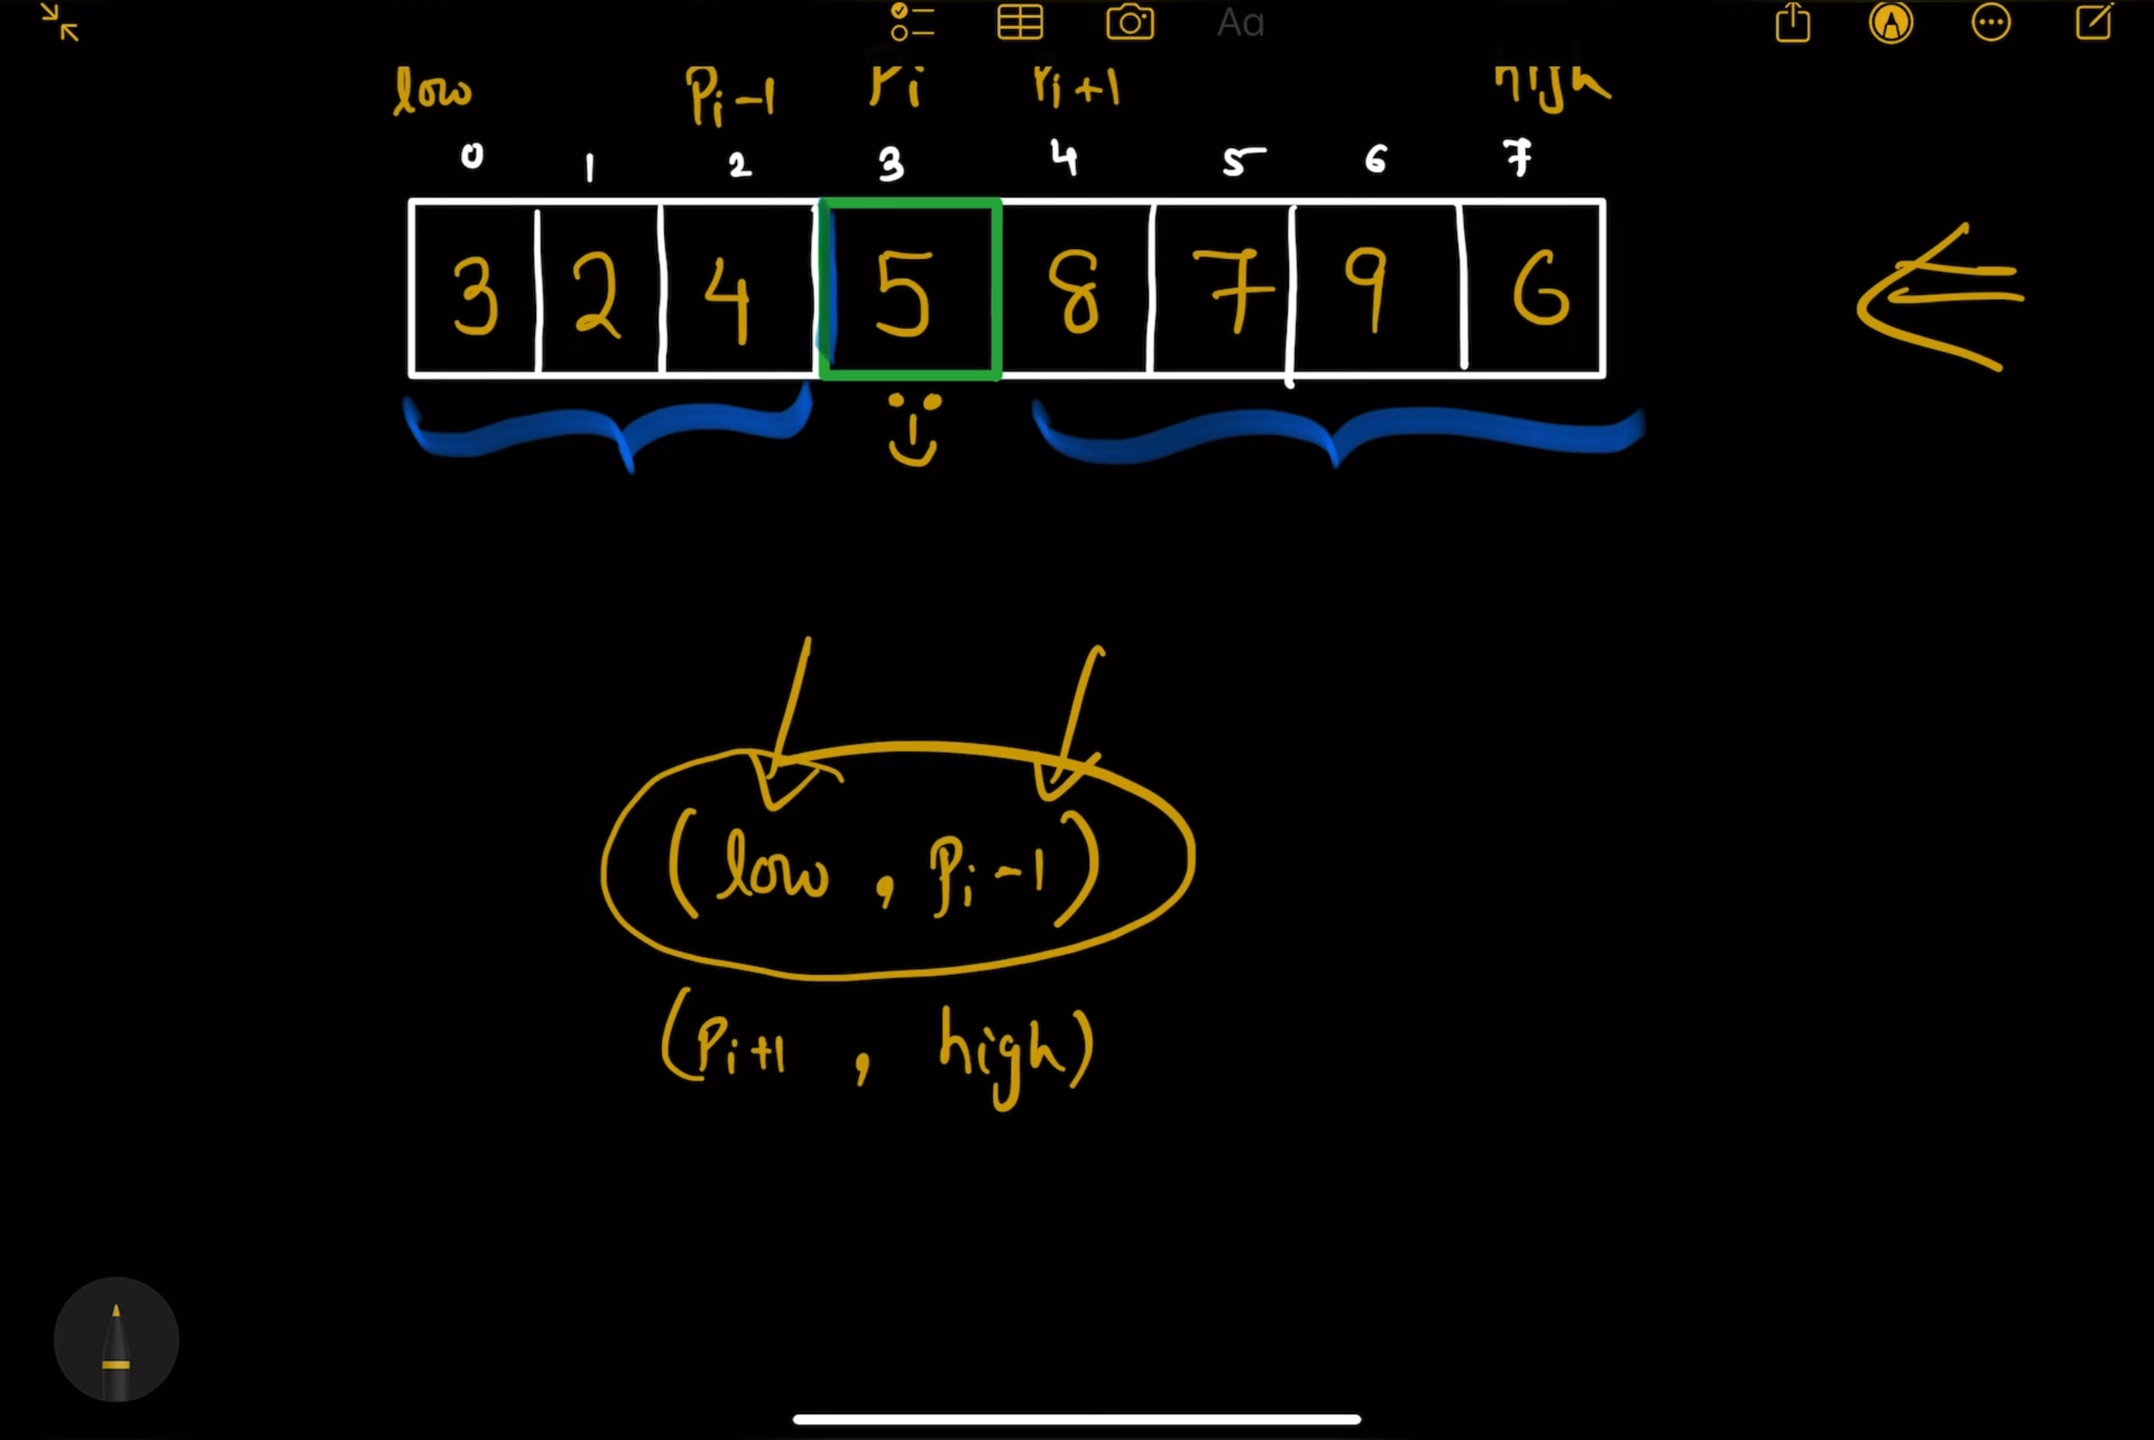 Aa
low Pi-1 Pi Pi+1 high
0 1 2 3 4 5 6 7
3 2 4 5 8 7 9 6
(low , Pi-1)
(Pi+1 , high)